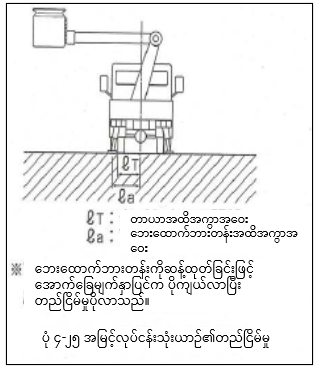 ℓT
ℓa
ℓT : တာယာအထိအကွာအဝေး
ℓa : ဘေးထောက်ဘားတန်းအထိအကွာအ
ဝေး
※ ဘေးထောက်ဘားတန်းကိုဆန့်ထုတ်ခြင်းဖြင့်
အောက်ခြေမျက်နှာပြင်က ပိုကျယ်လာပြီး
တည်ငြိမ်မှုပိုလာသည်။
ပုံ ၄-၂၅ အမြင့်လုပ်ငန်းသုံးယာဉ်၏တည်ငြိမ်မှု